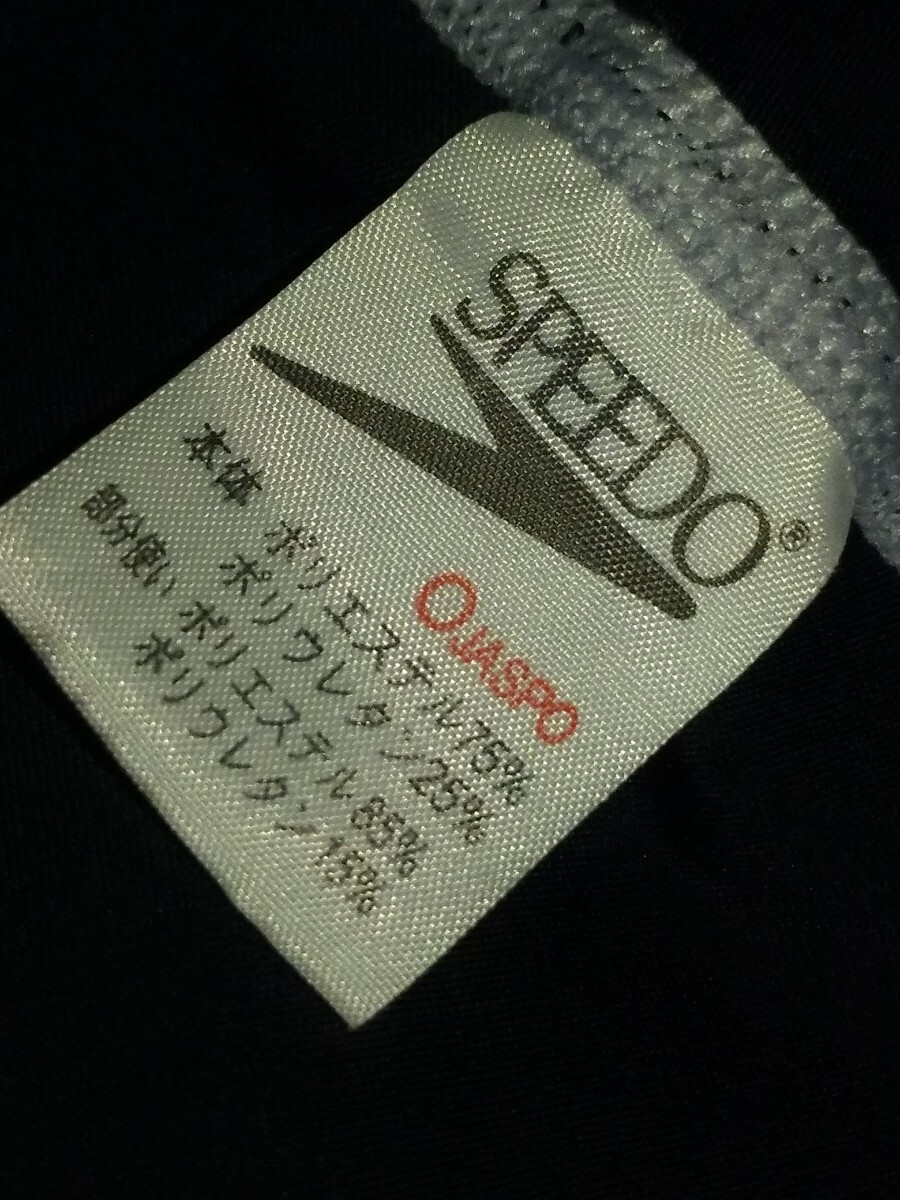 SPEEDO®
OJASPO
本体 ポリエステル75%
ポリウレタン25%
部分使い ポリエステル85%
ポリウレタン15%